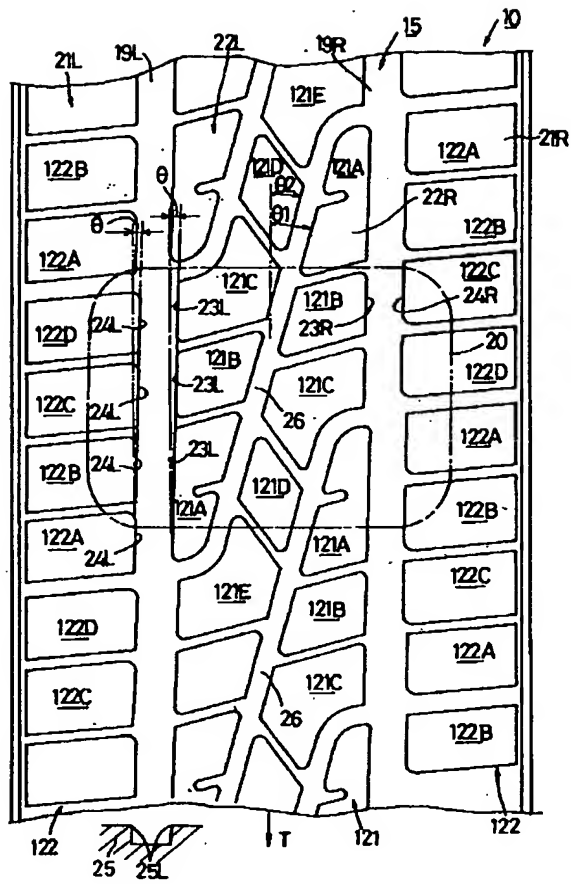 19L 22L 19R 15 10
21L
121E
122B 121D 121A 122A 21R
θ θ θ2 22R
θ1
122A 122B
121C 122C
122D 24L 23L 121B 23R 24R 20
122D
122C 24L 121B 23L 121C
26 122A
122B 24L 23L 121D 122B
122A 121A 121A
24L 122C
122D 121E 121B
122A
122C 121C
26 122B
122 25 25L T 121 122